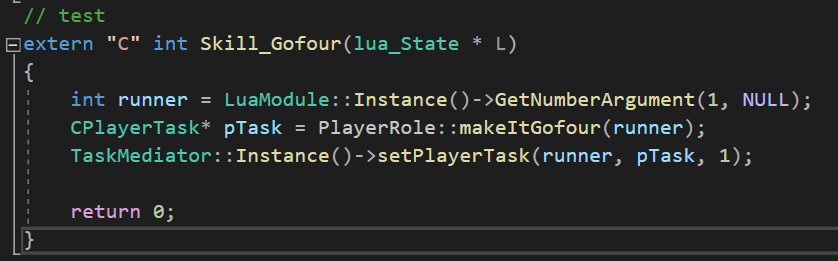 // test
extern "C" int Skill_Gofour(lua_State * L)
{
int runner = LuaModule::Instance()->GetNumberArgument(1, NULL);
CPlayerTask* pTask = PlayerRole::makeItGofour(runner);
TaskMediator::Instance()->setPlayerTask(runner, pTask, 1);
return 0;
}